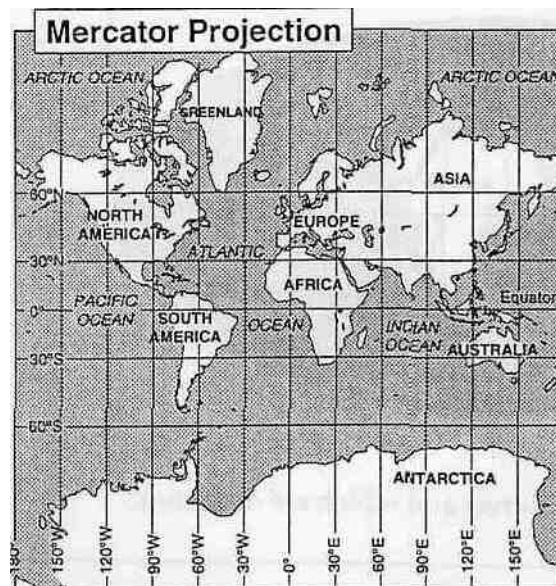 Mercator Projection
ARCTIC OCEAN
ARCTIC OCEAN
GREENLAND
ASIA
60°N
NORTH
AMERICA
EUROPE
ATLANTIC
30°N
AFRICA
PACIFIC
OCEAN
0°
SOUTH
AMERICA
OCEAN
INDIAN
OCEAN
Equator
AUSTRALIA
30°S
60°S
ANTARCTICA
180°
150°W
120°W
90°W
60°W
30°W
0°
30°E
60°E
90°E
120°E
150°E